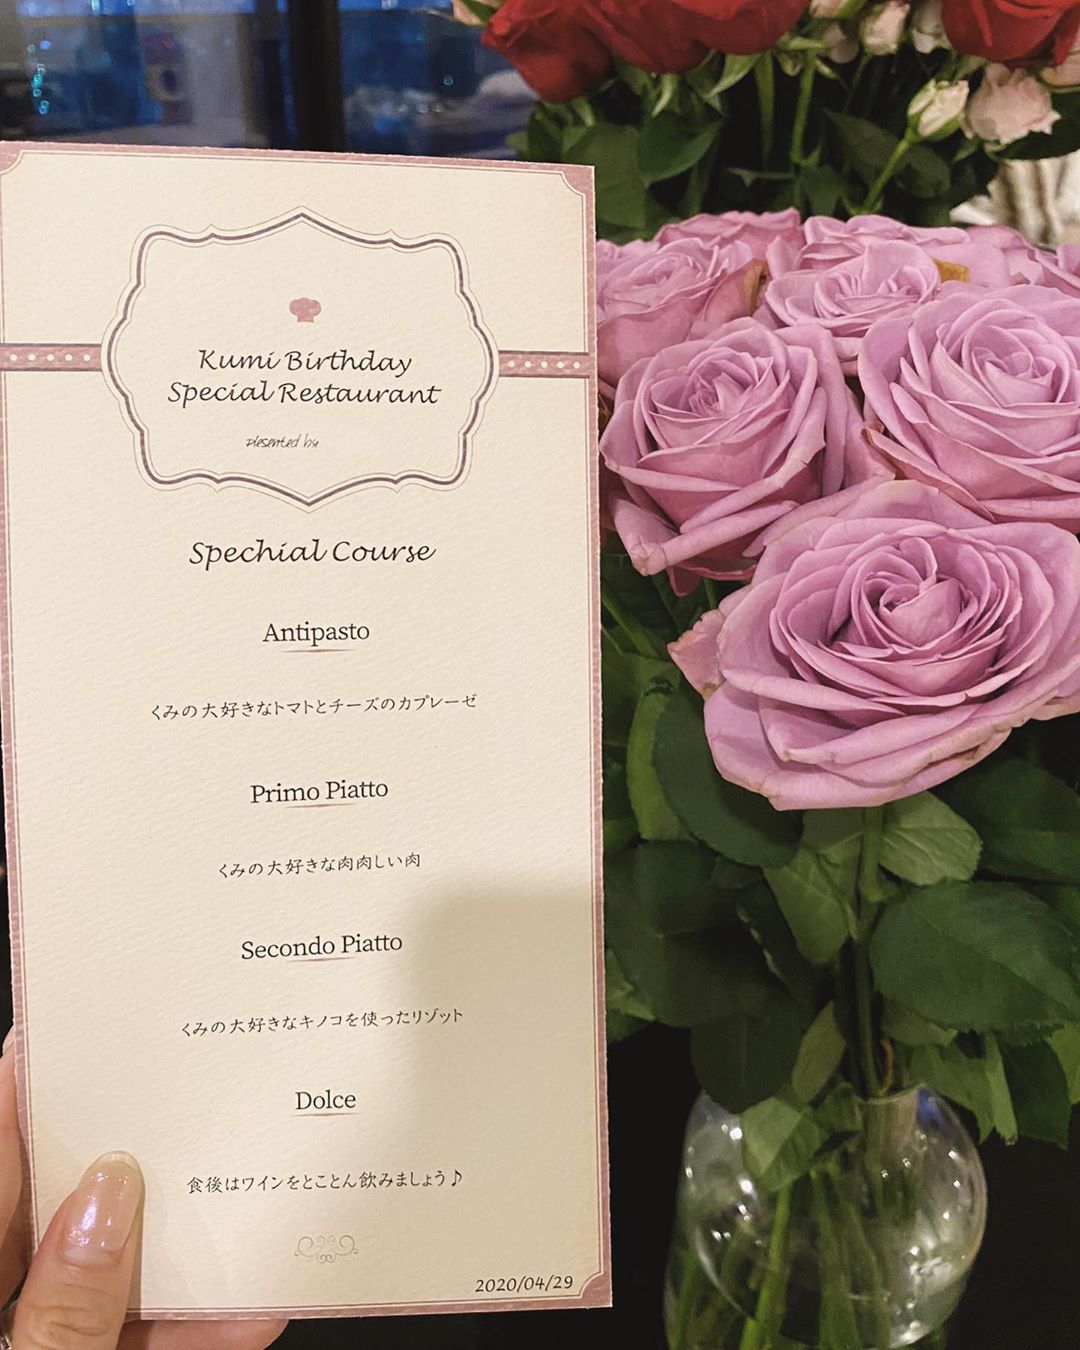 Kumi Birthday
Special Restaurant
presented by
Spechial Course
Antipasto
くみの大好きなトマトとチーズのカプレーゼ
Primo Piatto
くみの大好きな肉肉しい肉
Secondo Piatto
くみの大好きなキノコを使ったリゾット
Dolce
食後はワインをとことん飲みましょう♪
2020/04/29